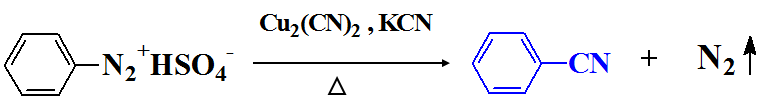 Cu₂(CN)₂ , KCN
N₂⁺HSO₄⁻ △ CN + N₂↑